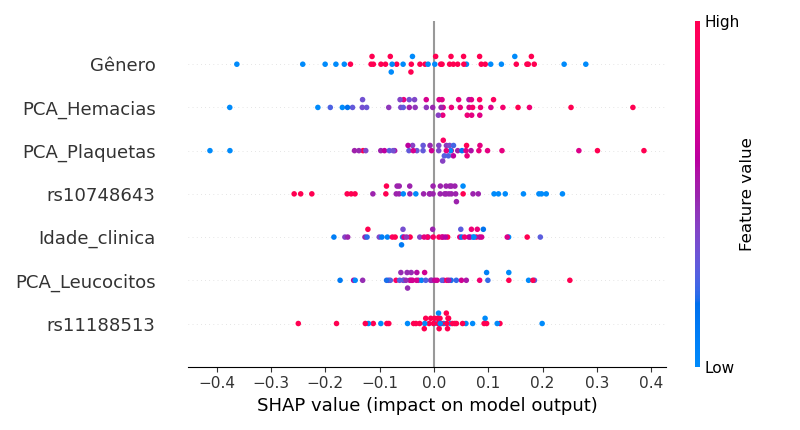 High
Gênero
PCA_Hemacias
PCA_Plaquetas
rs10748643
Idade_clinica
PCA_Leucocitos
rs11188513
Feature value
Low
−0.4 −0.3 −0.2 −0.1 0.0 0.1 0.2 0.3 0.4
SHAP value (impact on model output)